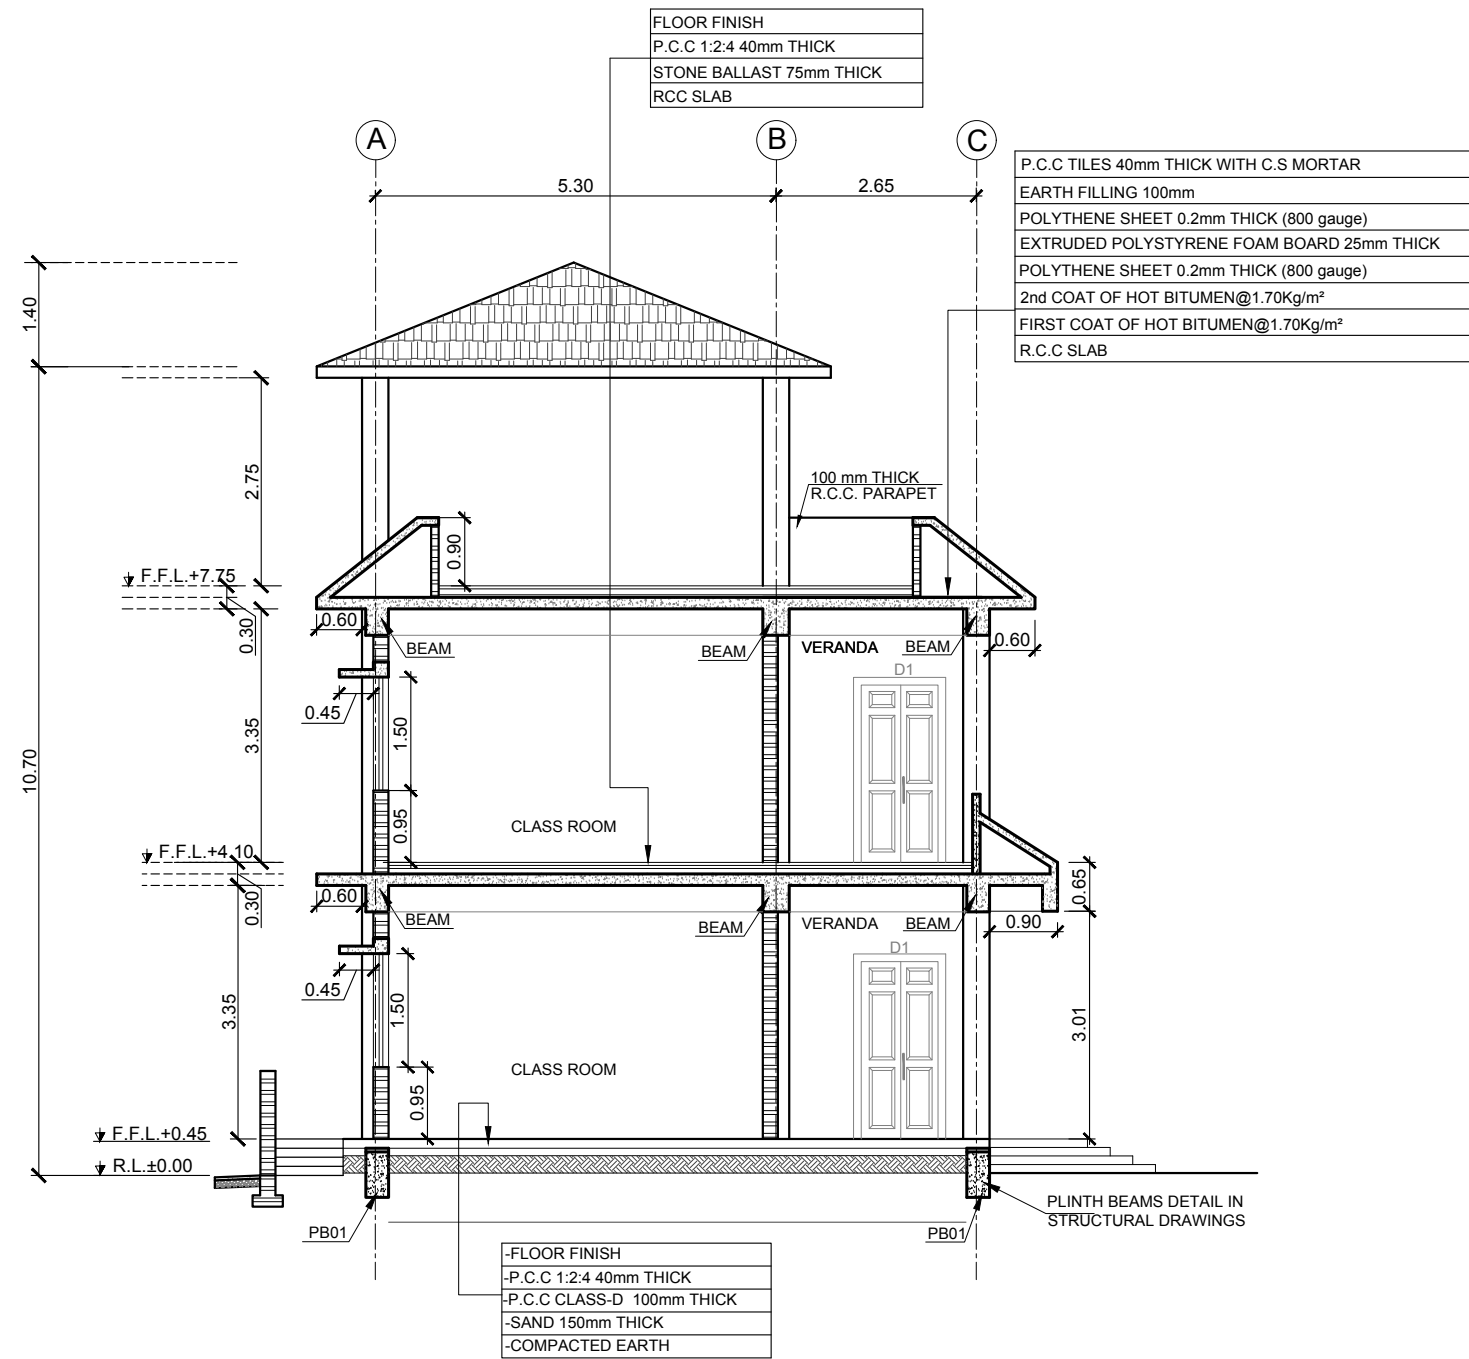 FLOOR FINISH
P.C.C 1:2:4 40mm THICK
STONE BALLAST 75mm THICK
RCC SLAB
A
B
C
P.C.C TILES 40mm THICK WITH C.S MORTAR
EARTH FILLING 100mm
POLYTHENE SHEET 0.2mm THICK (800 gauge)
EXTRUDED POLYSTYRENE FOAM BOARD 25mm THICK
POLYTHENE SHEET 0.2mm THICK (800 gauge)
2nd COAT OF HOT BITUMEN@1.70Kg/m²
FIRST COAT OF HOT BITUMEN@1.70Kg/m²
R.C.C SLAB
5.30
2.65
1.40
2.75
100 mm THICK
R.C.C. PARAPET
0.90
F.F.L.+7.75
0.60
0.30
BEAM
BEAM
VERANDA
BEAM
0.60
D1
0.45
1.50
3.35
10.70
0.95
CLASS ROOM
F.F.L.+4.10
0.60
0.30
BEAM
BEAM
VERANDA
BEAM
0.90
0.65
D1
0.45
1.50
3.35
3.01
CLASS ROOM
0.95
F.F.L.+0.45
R.L.±0.00
PB01
PB01
PLINTH BEAMS DETAIL IN
STRUCTURAL DRAWINGS
-FLOOR FINISH
-P.C.C 1:2:4 40mm THICK
-P.C.C CLASS-D 100mm THICK
-SAND 150mm THICK
-COMPACTED EARTH